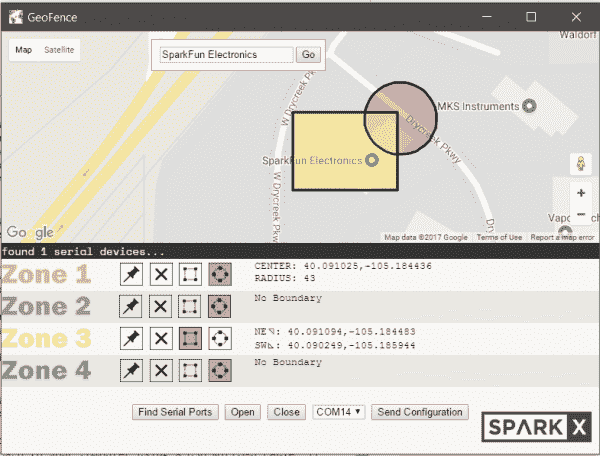 GeoFence
Waldorf
Map Satellite
SparkFun Electronics Go
W Drycreek Pkwy
MKS Instruments
Drycreek Pkwy
SparkFun Electronics
W Drycreek
Google
Map data ©2017 Google Terms of Use Report a map error
found 1 serial devices...
Zone 1
CENTER: 40.091025,-105.184436
RADIUS: 43
Zone 2
No Boundary
Zone 3
NE: 40.091094,-105.184483
SW: 40.090249,-105.185944
Zone 4
No Boundary
Find Serial Ports Open Close COM14 Send Configuration
SPARK X